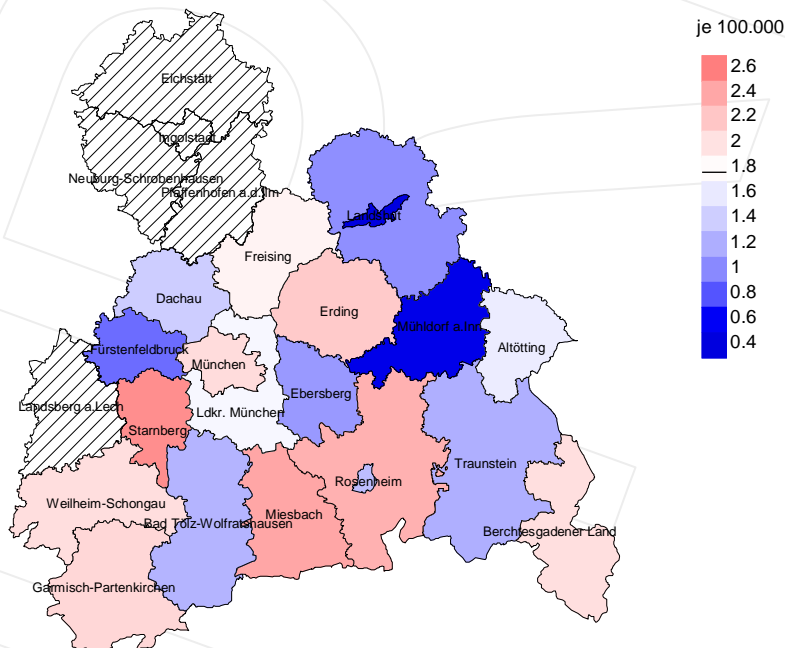 je 100.000
2.6
2.4
2.2
2
1.8
1.6
1.4
1.2
1
0.8
0.6
0.4
Eichstätt
Ingolstadt
Neuburg-Schrobenhausen
Pfaffenhofen a.d.Ilm
Landshut
Freising
Dachau
Erding
Mühldorf a.Inn
Altötting
Fürstenfeldbruck
München
Ebersberg
Landsberg a.Lech
Ldkr. München
Starnberg
Traunstein
Rosenheim
Weilheim-Schongau
Miesbach
Bad Tölz-Wolfratshausen
Berchtesgadener Land
Garmisch-Partenkirchen